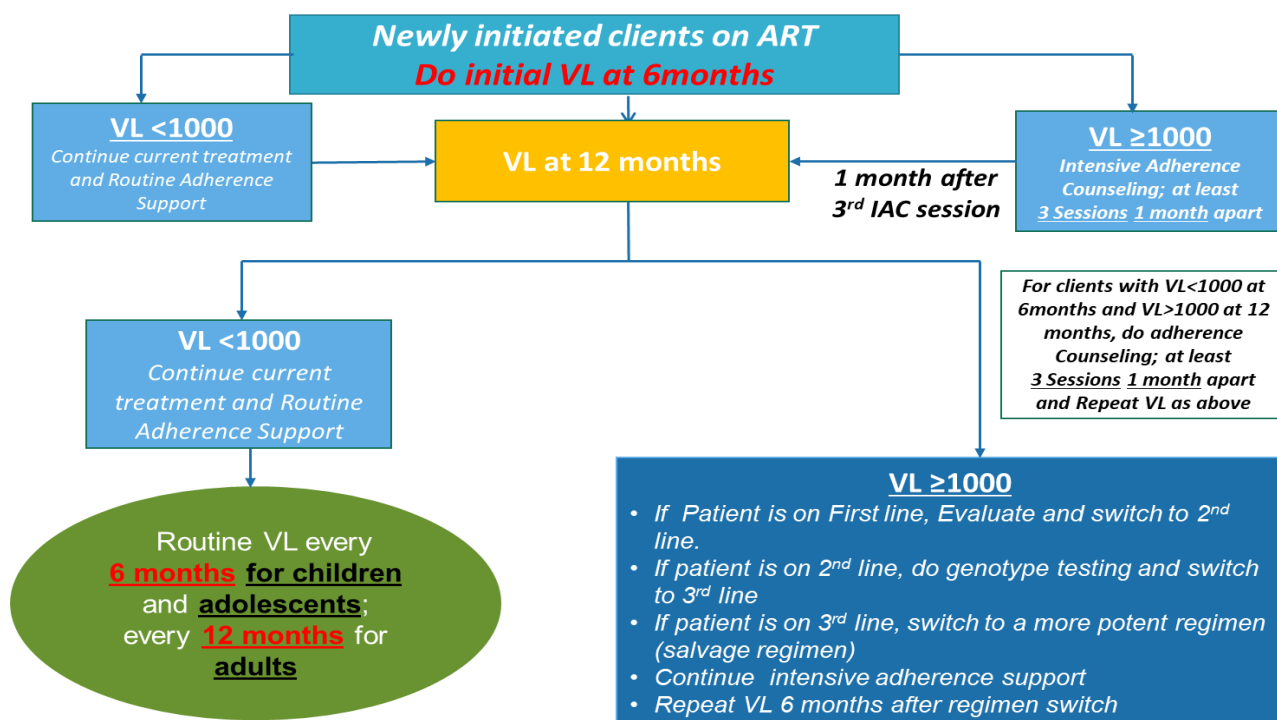 Newly initiated clients on ART
Do initial VL at 6months
VL <1000
Continue current treatment
and Routine Adherence
Support
VL at 12 months
1 month after
3rd IAC session
VL ≥1000
Intensive Adherence
Counseling; at least
3 Sessions 1 month apart
For clients with VL<1000 at
6months and VL>1000 at 12
months, do adherence
Counseling; at least
3 Sessions 1 month apart
and Repeat VL as above
VL <1000
Continue current
treatment and Routine
Adherence Support
Routine VL every
6 months for children
and adolescents;
every 12 months for
adults
VL ≥1000
• If Patient is on First line, Evaluate and switch to 2nd
line.
• If patient is on 2nd line, do genotype testing and switch
to 3rd line
• If patient is on 3rd line, switch to a more potent regimen
(salvage regimen)
• Continue intensive adherence support
• Repeat VL 6 months after regimen switch